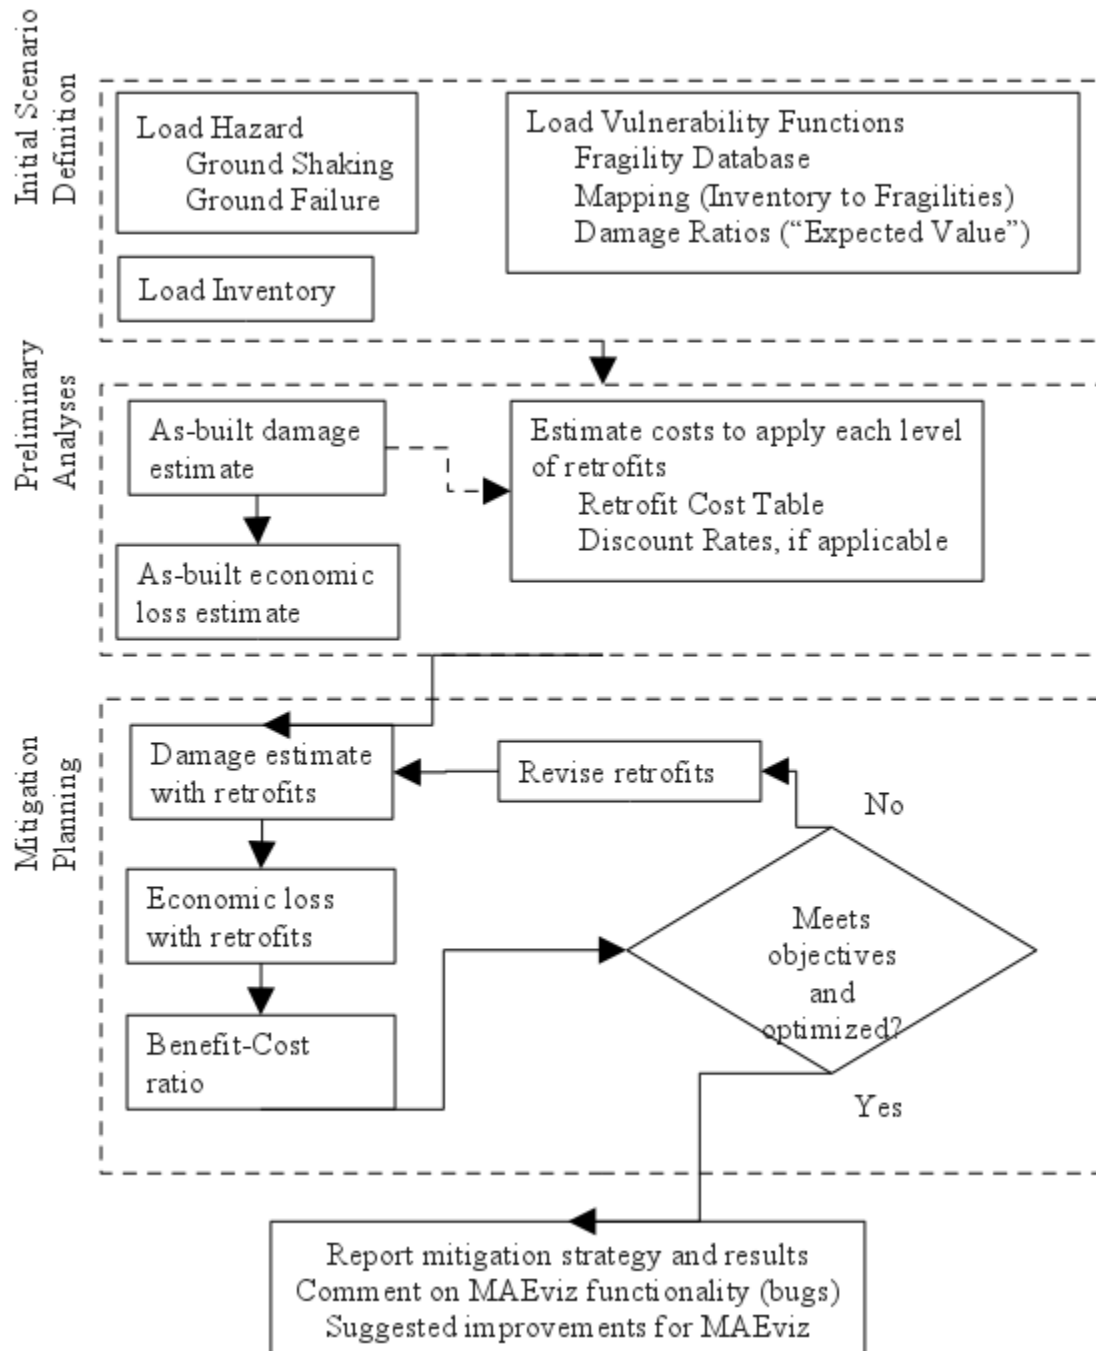 Initial Scenario
Definition
Load Hazard
Ground Shaking
Ground Failure
Load Inventory
Load Vulnerability Functions
Fragility Database
Mapping (Inventory to Fragilities)
Damage Ratios (“Expected Value”)
Preliminary
Analyses
As-built damage
estimate
As-built economic
loss estimate
Estimate costs to apply each level
of retrofits
Retrofit Cost Table
Discount Rates, if applicable
Mitigation
Planning
Damage estimate
with retrofits
Revise retrofits
No
Economic loss
with retrofits
Meets
objectives
and
optimized?
Benefit-Cost
ratio
Yes
Report mitigation strategy and results
Comment on MAEviz functionality (bugs)
Suggested improvements for MAEviz